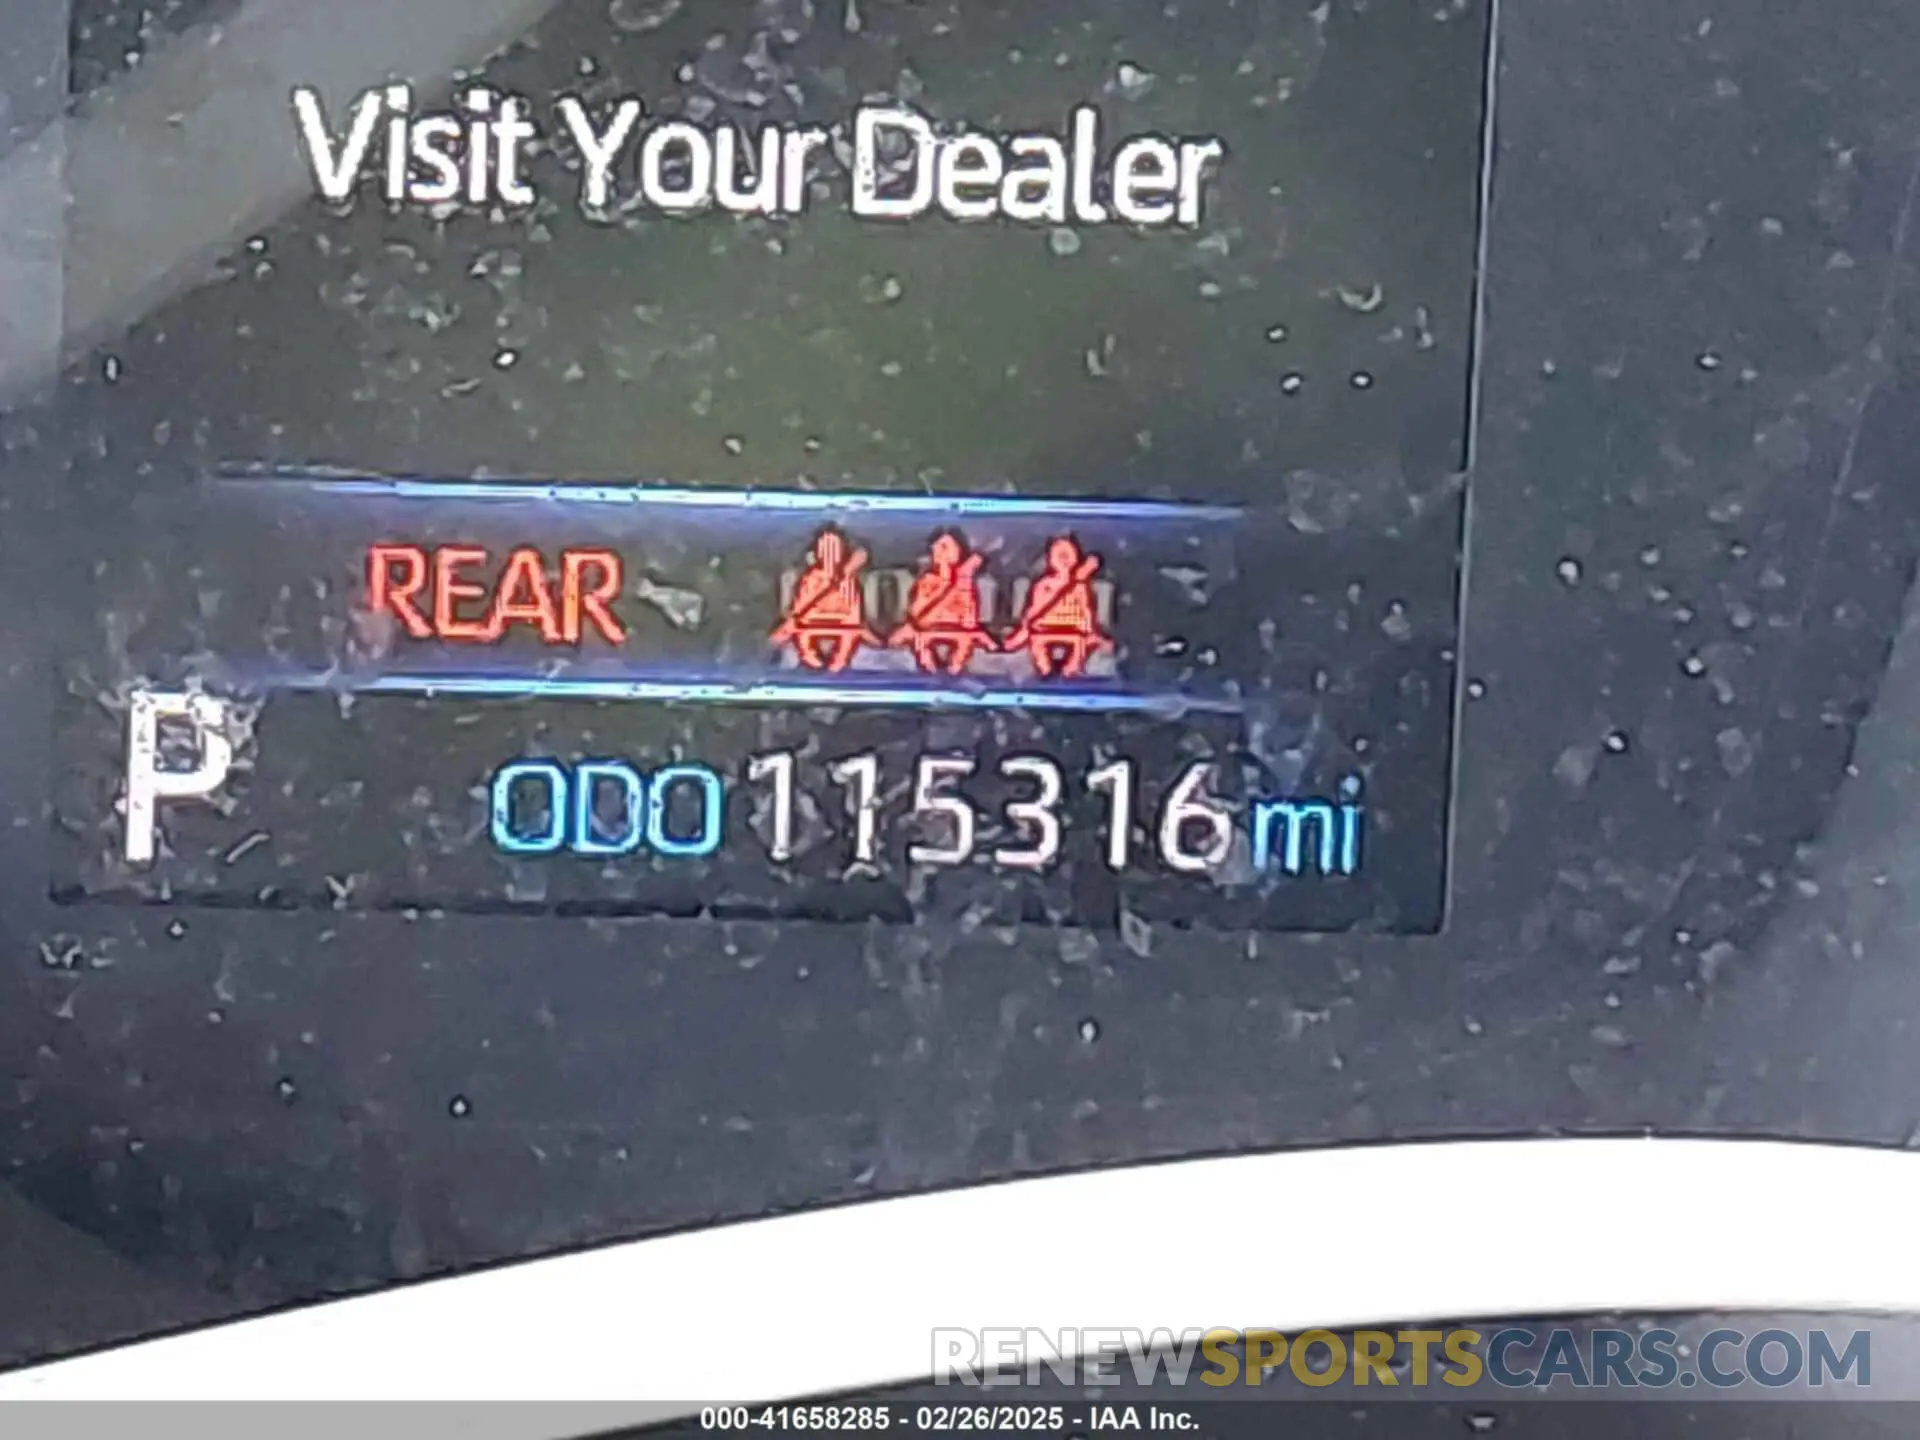 Visit Your Dealer
REAR
P ODO 115316 mi
RENEWSPORTSCARS.COM
000-41658285 - 02/26/2025 - IAA Inc.